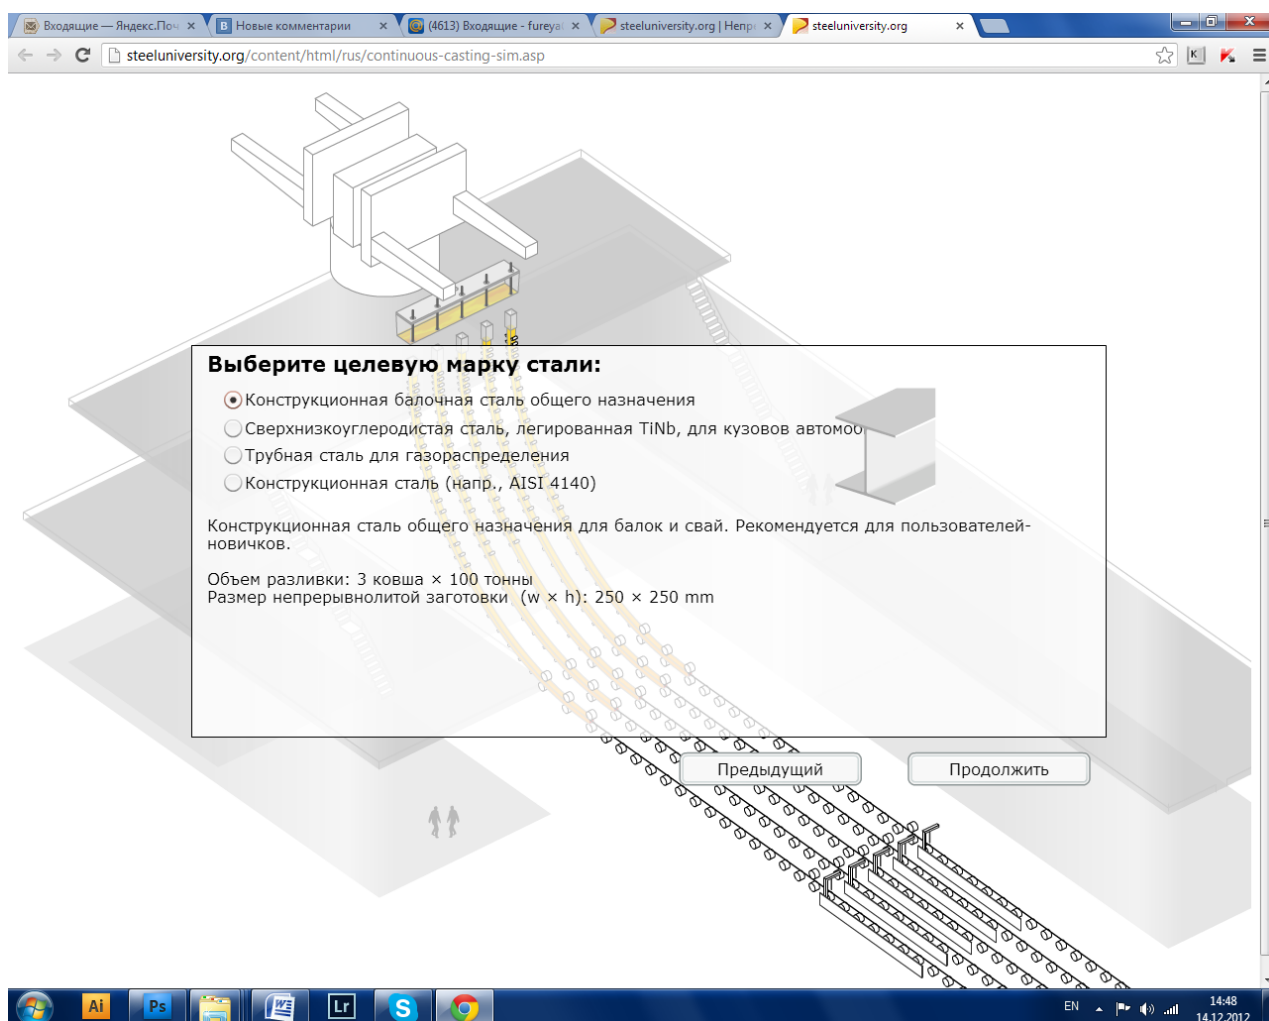 Входящие — Яндекс.Поч
Новые комментарии
(4613) Входящие - fureya
steeluniversity.org | Непр
steeluniversity.org
steeluniversity.org/content/html/rus/continuous-casting-sim.asp
Выберите целевую марку стали:
Конструкционная балочная сталь общего назначения
Сверхнизкоуглеродистая сталь, легированная TiNb, для кузовов автомоб
Трубная сталь для газораспределения
Конструкционная сталь (напр., AISI 4140)
Конструкционная сталь общего назначения для балок и свай. Рекомендуется для пользователей-
новичков.
Объем разливки: 3 ковша × 100 тонны
Размер непрерывнолитой заготовки (w × h): 250 × 250 mm
Предыдущий
Продолжить
Ai
Ps
Lr
S
EN
14:48
14.12.2012